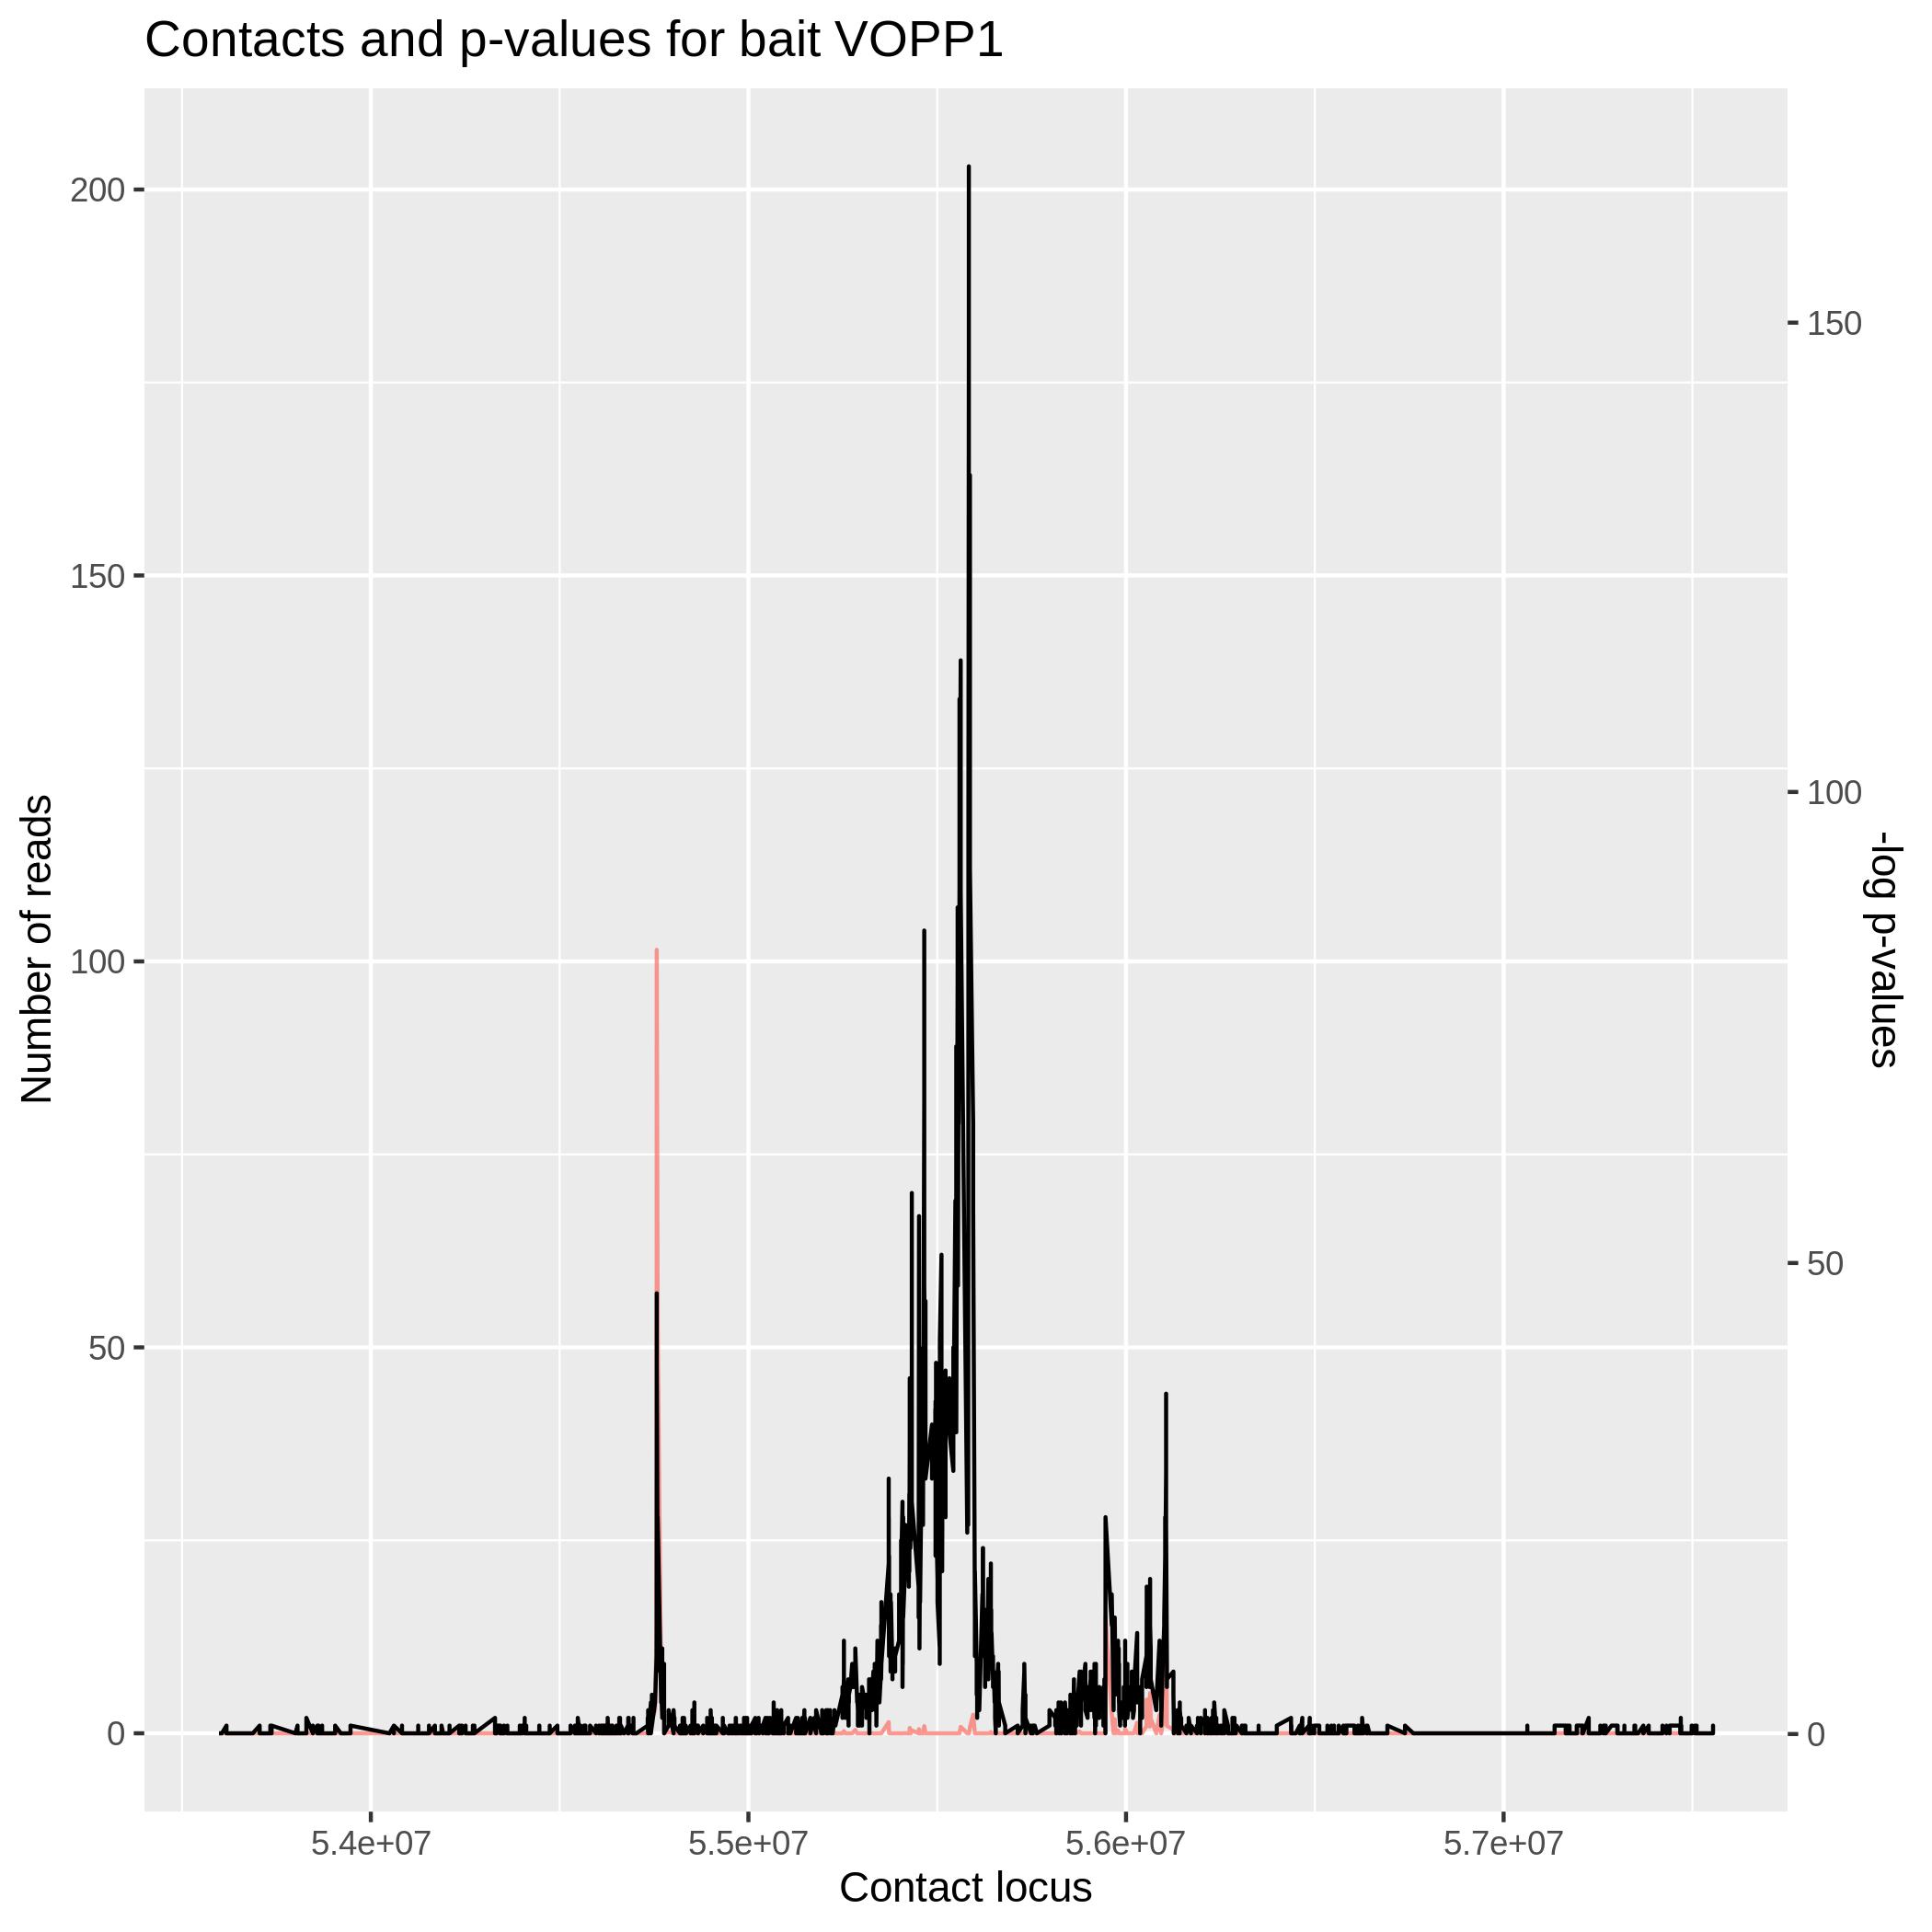 Contacts and p-values for bait VOPP1
200
150
100
50
0
Number of reads
150
100
50
0
-log p-values
5.4e+07
5.5e+07
5.6e+07
5.7e+07
Contact locus